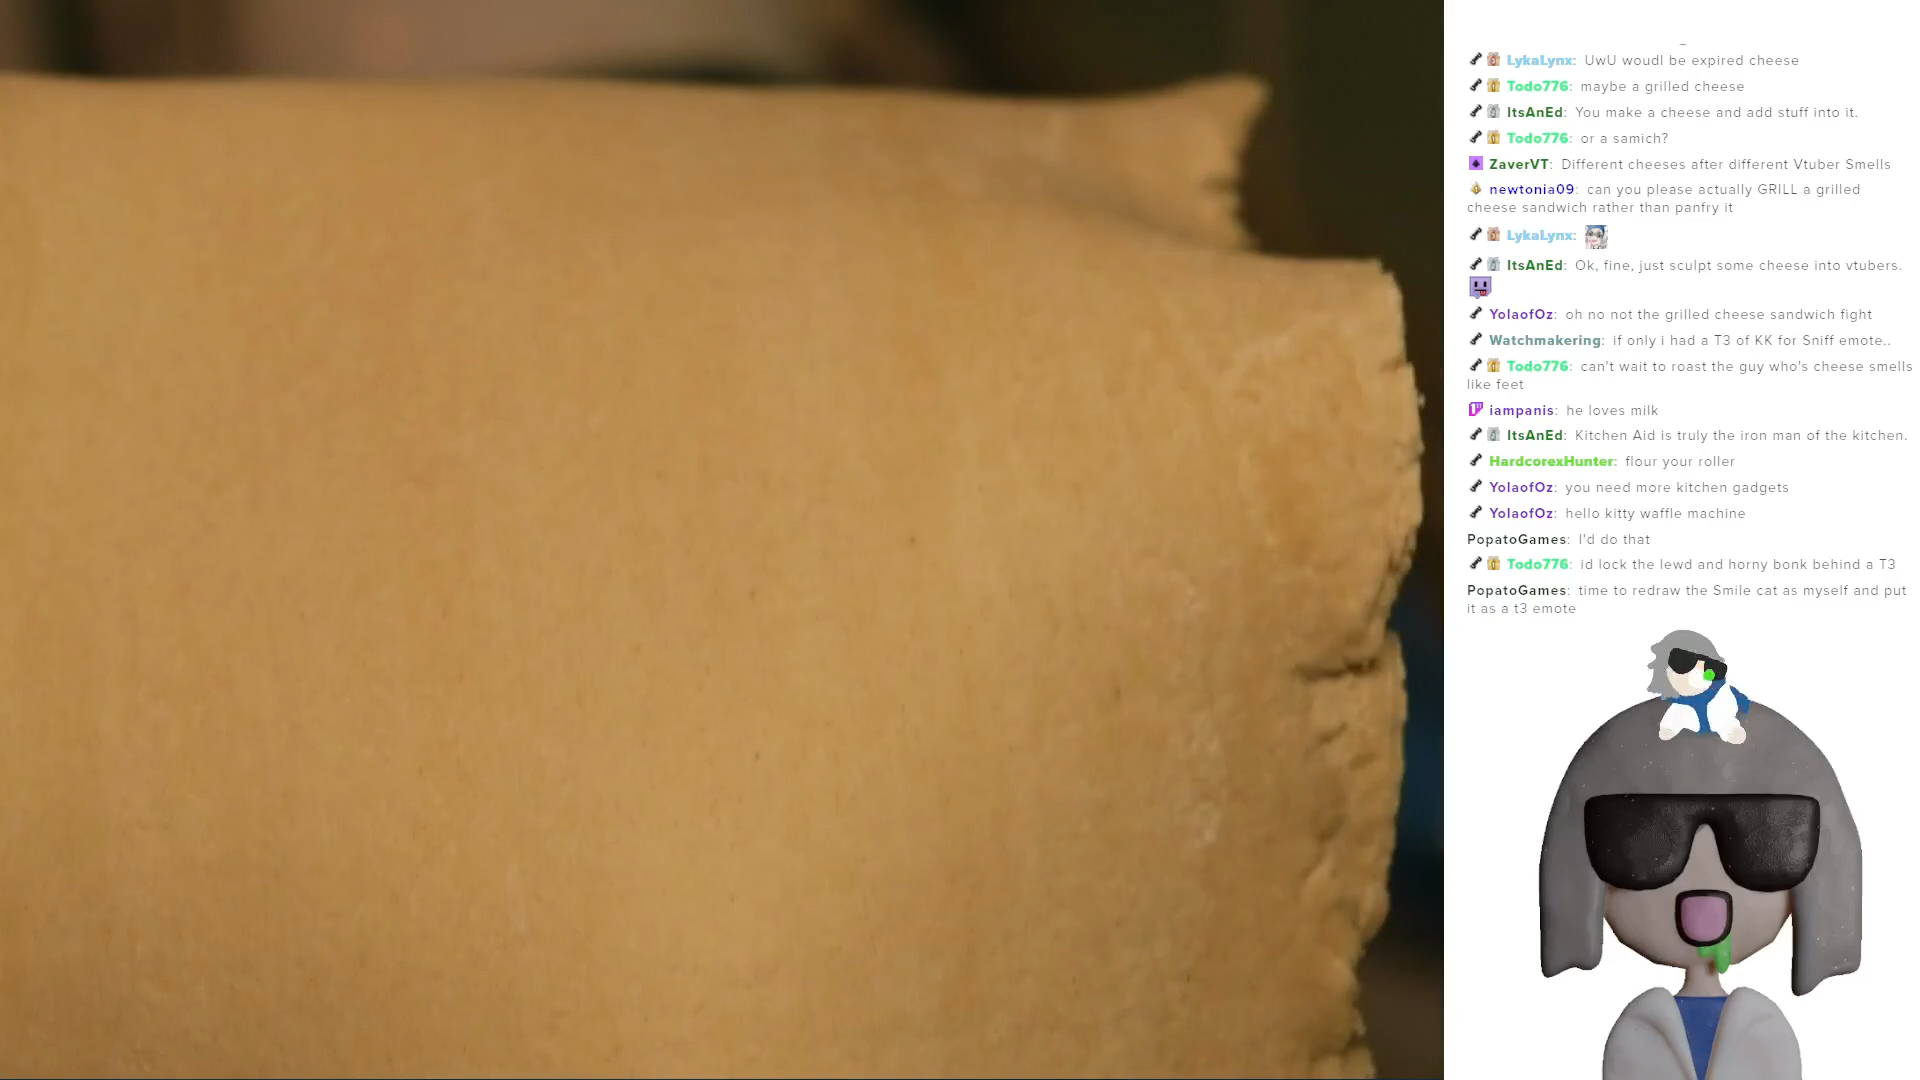 LykaLynx: UwU woudl be expired cheese
Todo776: maybe a grilled cheese
ItsAnEd: You make a cheese and add stuff into it.
Todo776: or a samich?
ZaverVT: Different cheeses after different Vtuber Smells
newtonia09: can you please actually GRILL a grilled
cheese sandwich rather than panfry it
LykaLynx:
ItsAnEd: Ok, fine, just sculpt some cheese into vtubers.
YolaofOz: oh no not the grilled cheese sandwich fight
Watchmakering: if only i had a T3 of KK for Sniff emote..
Todo776: can't wait to roast the guy who's cheese smells
like feet
iampanis: he loves milk
ItsAnEd: Kitchen Aid is truly the iron man of the kitchen.
HardcorexHunter: flour your roller
YolaofOz: you need more kitchen gadgets
YolaofOz: hello kitty waffle machine
PopatoGames: I'd do that
Todo776: id lock the lewd and horny bonk behind a T3
PopatoGames: time to redraw the Smile cat as myself and put
it as a t3 emote